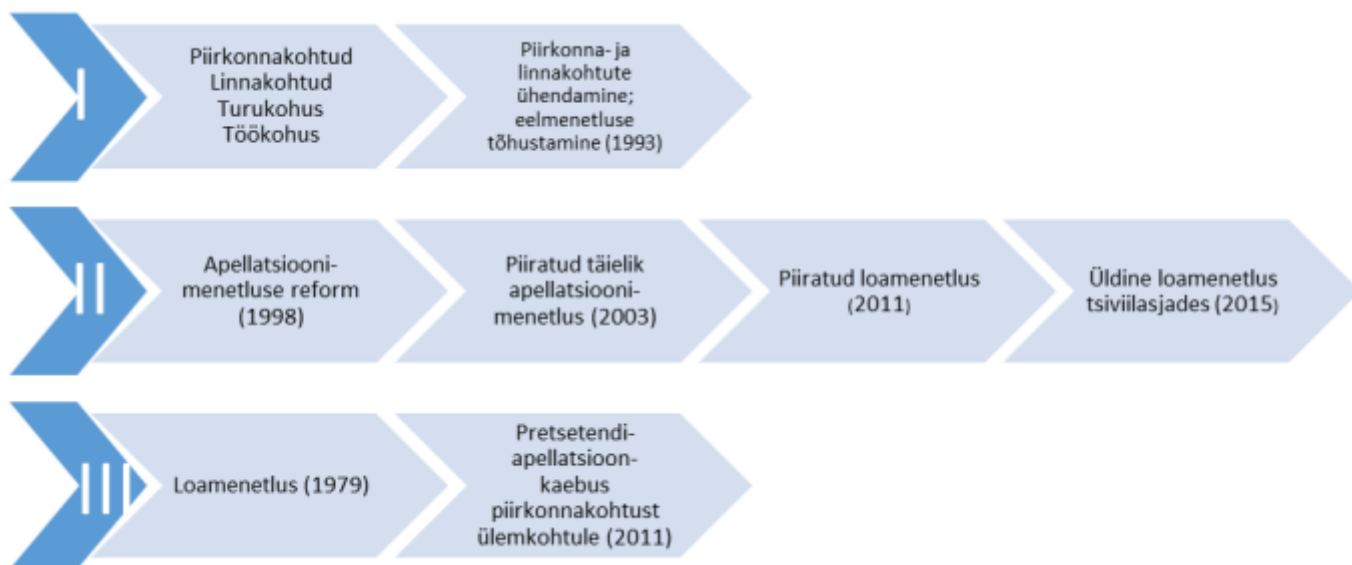 I
Piirkonnakohtud
Linnakohtud
Turukohus
Töökohus
Piirkonna- ja
linnakohtute
ühendamine;
eelmenetluse
tõhustamine (1993)
II
Apellatsiooni-
menetluse reform
(1998)
Piiratud täielik
apellatsiooni-
menetlus (2003)
Piiratud loamenetlus
(2011)
Üldine loamenetlus
tsiviilasjades (2015)
III
Loamenetlus (1979)
Pretsetendi-
apellatsioon-
kaebus
piirkonnakohtust
ülemkohtule (2011)